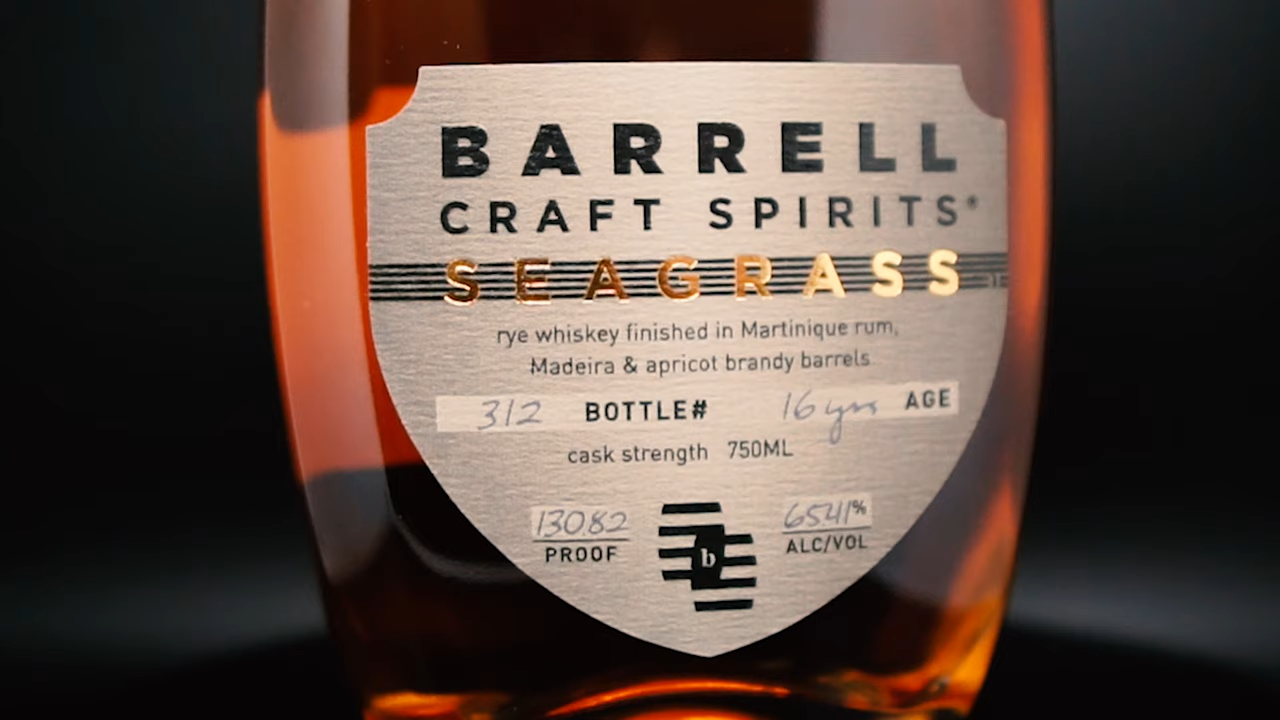 BARRELL
CRAFT SPIRITS®
SEAGRASS
rye whiskey finished in Martinique rum,
Madeira & apricot brandy barrels
312 BOTTLE# 16 yrs AGE
cask strength 750ML
130.82 65.41%
PROOF ALC/VOL
b